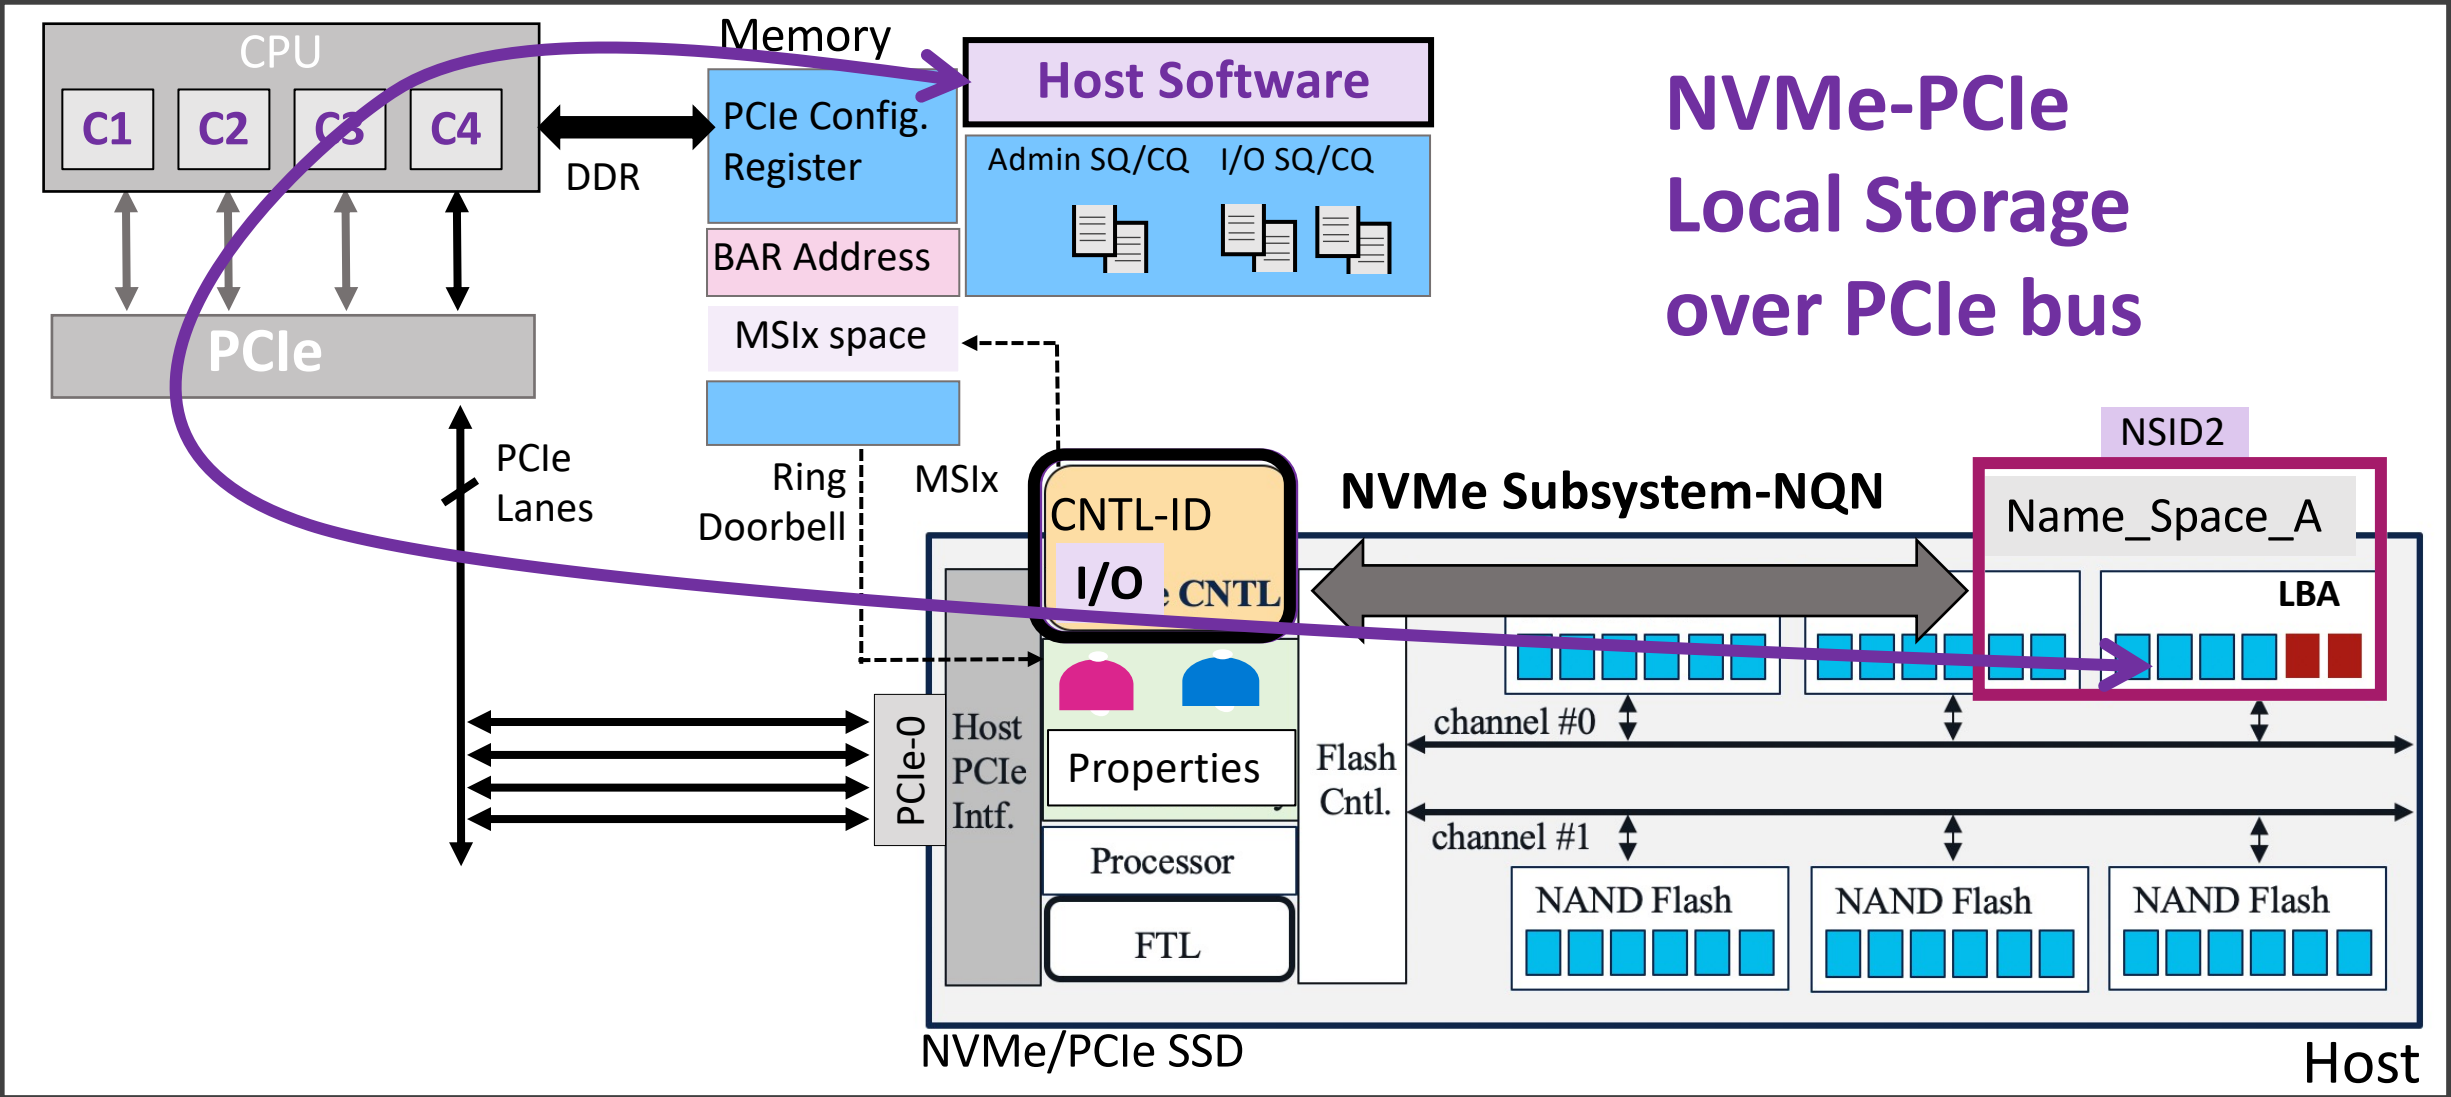 CPU
C1
C2
C3
C4
DDR
PCIe
PCIe
Lanes
Memory
PCIe Config.
Register
BAR Address
MSIx space
Ring
Doorbell
MSIx
Host Software
Admin SQ/CQ
I/O SQ/CQ
NVMe-PCIe
Local Storage
over PCIe bus
NSID2
Name_Space_A
LBA
NVMe Subsystem-NQN
CNTL-ID
I/O
e CNTL
PCIe-0
Host
PCIe
Intf.
Properties
Processor
FTL
Flash
Cntl.
channel #0
channel #1
NAND Flash
NAND Flash
NAND Flash
NVMe/PCIe SSD
Host